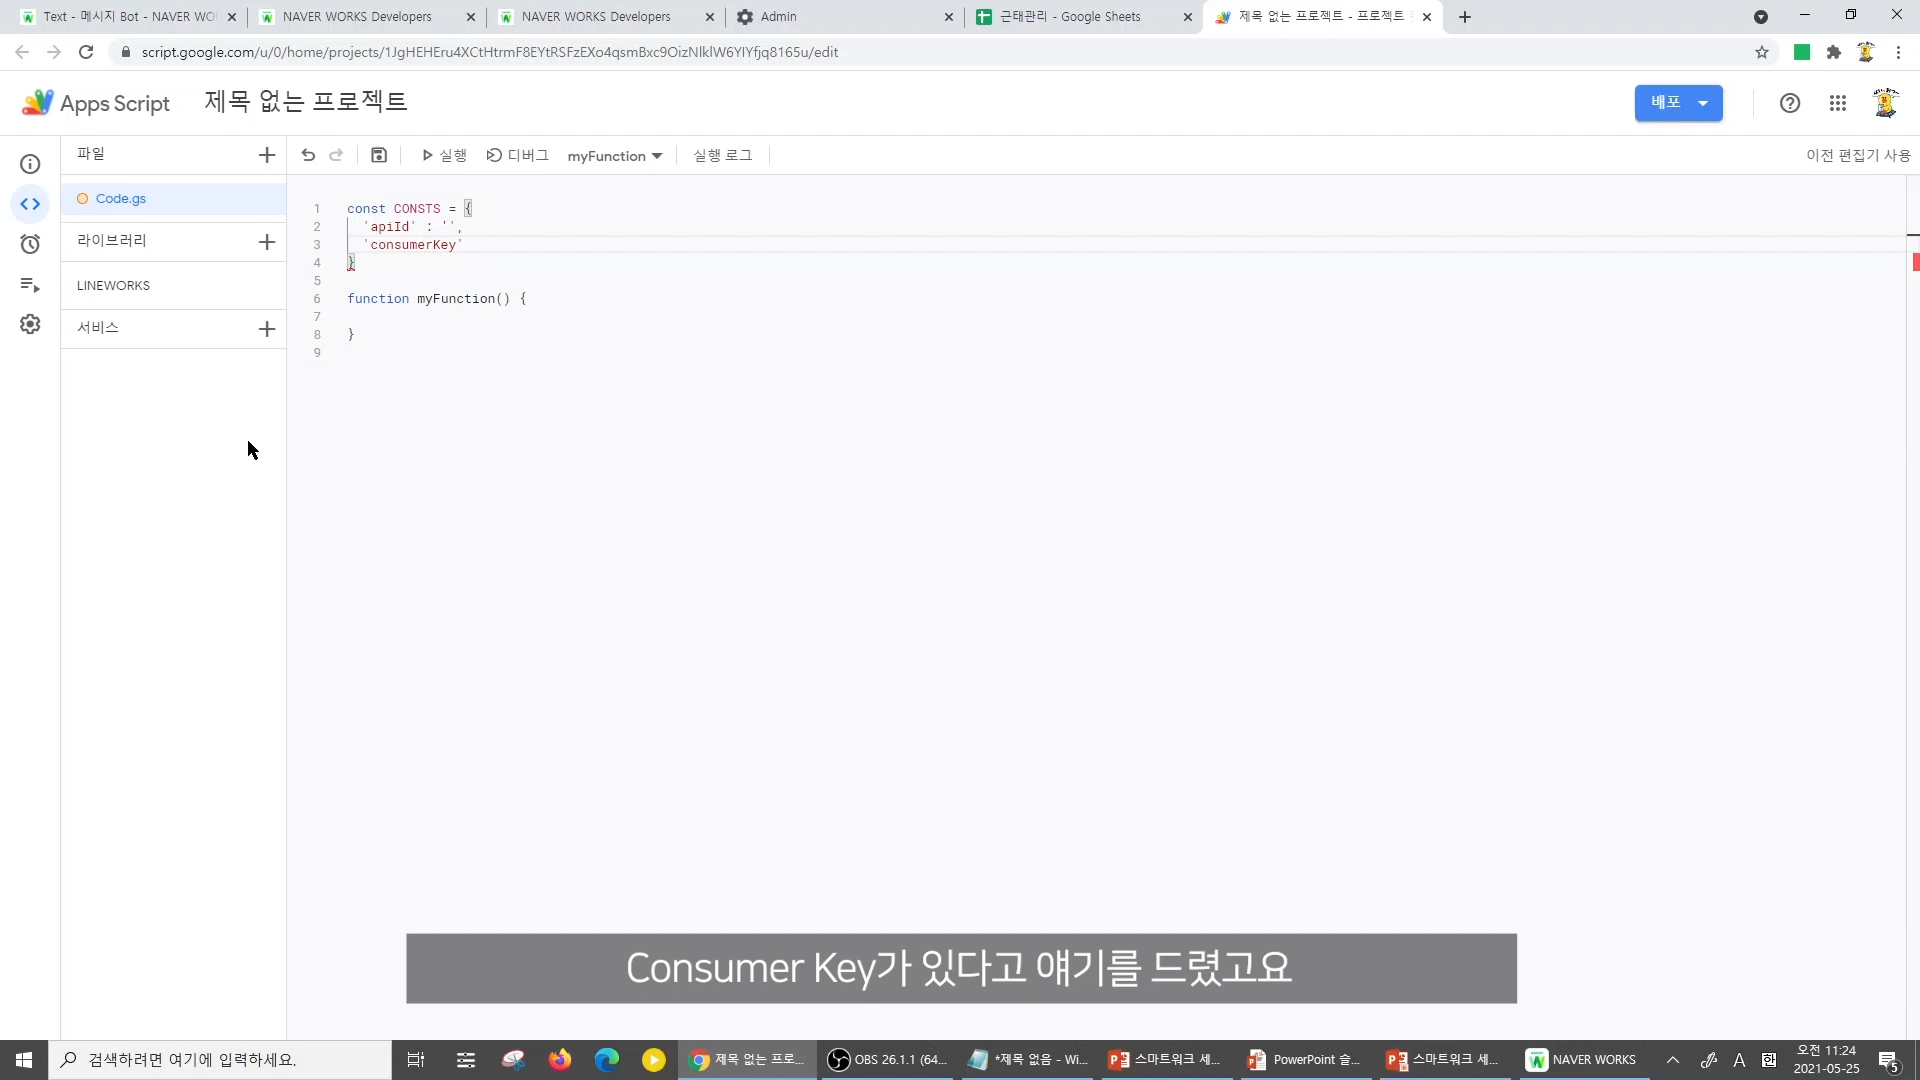 Text - 메시지 Bot - NAVER WO
NAVER WORKS Developers
NAVER WORKS Developers
Admin
근태관리 - Google Sheets
제목 없는 프로젝트 - 프로젝트
script.google.com/u/0/home/projects/1JgHEHEru4XCtHtrmF8EYtRSFzEXo4qsmBxc9OizNlklW6YIYfjq8165u/edit
Apps Script
제목 없는 프로젝트
배포
파일
실행
디버그
myFunction
실행 로그
이전 편집기 사용
Code.gs
라이브러리
LINEWORKS
서비스
1 const CONSTS = {
2 'apiId' : '',
3 'consumerKey'
4 }
5
6 function myFunction() {
7
8 }
9
Consumer Key가 있다고 얘기를 드렸고요
검색하려면 여기에 입력하세요.
제목 없는 프로...
OBS 26.1.1 (64...
*제목 없음 - Wi...
스마트워크 세...
PowerPoint 슬...
스마트워크 세...
NAVER WORKS
A
한
오전 11:24
2021-05-25
5